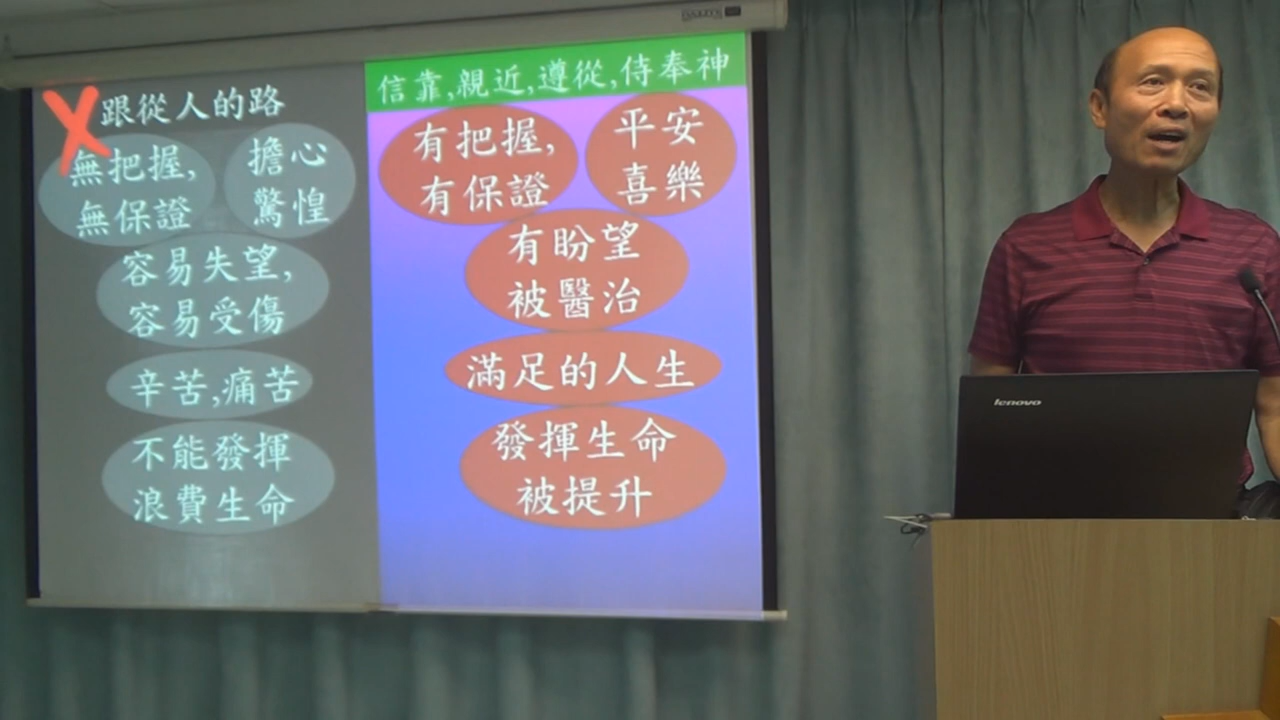 DALITE
跟從人的路
無把握,
無保證
擔心
驚惶
容易失望,
容易受傷
辛苦,痛苦
不能發揮
浪費生命
信靠,親近,遵從,侍奉神
有把握,
有保證
平安
喜樂
有盼望
被醫治
滿足的人生
發揮生命
被提升
lenovo